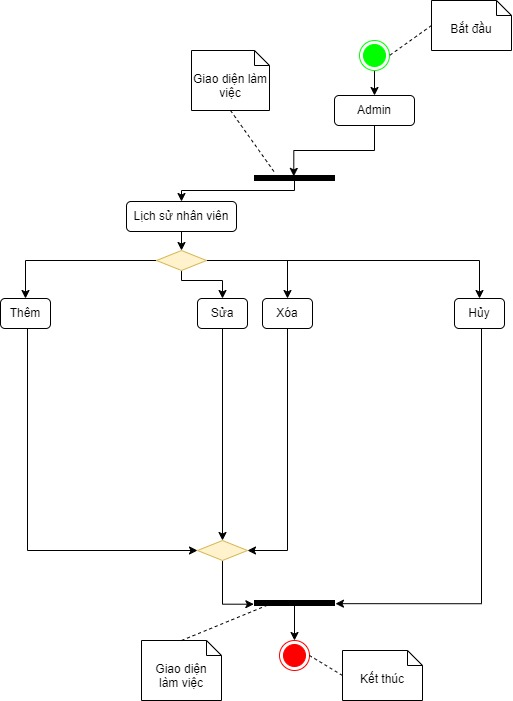 Bắt đầu
Giao diện làm
việc
Admin
Lịch sử nhân viên
Thêm
Sửa
Xóa
Hủy
Giao diện
làm việc
Kết thúc